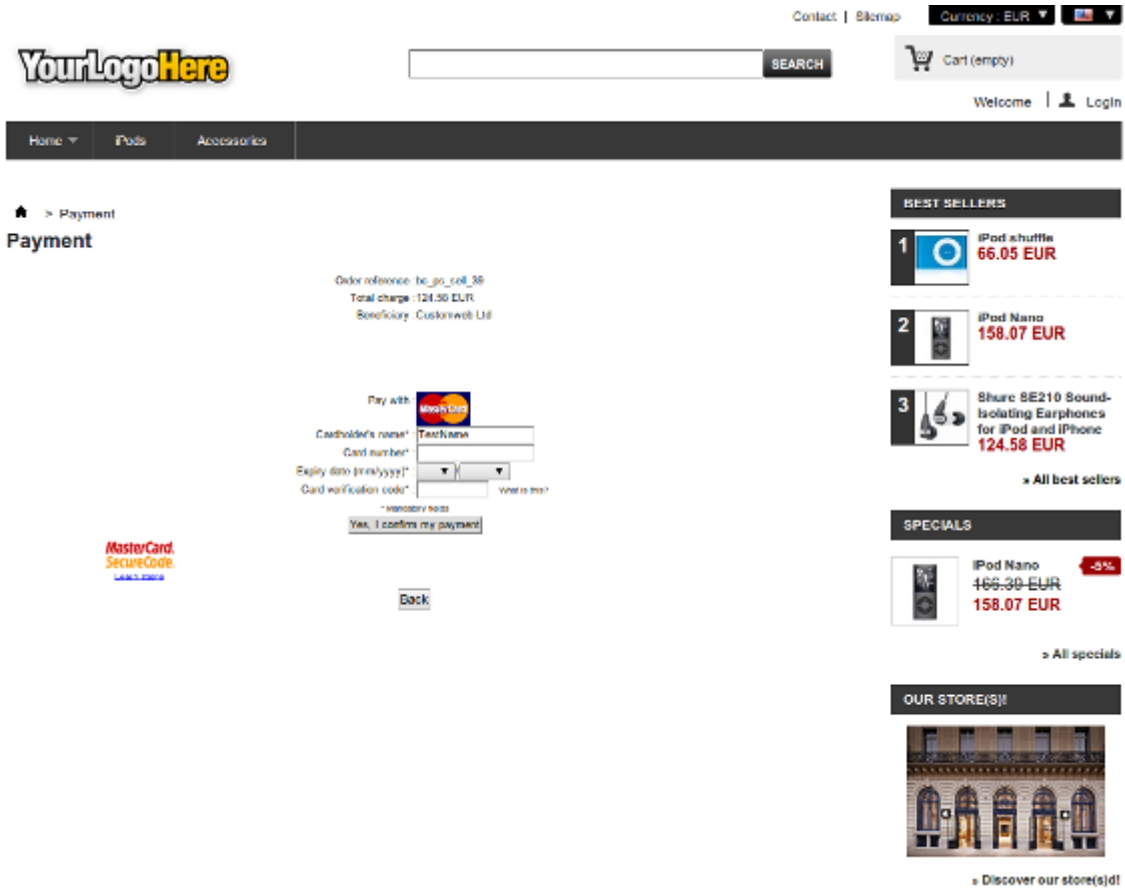 Contact | Sitemap
Currency : EUR ▼
▼
YourLogoHere
SEARCH
Cart (empty)
Welcome | Login
Home
iPods
Accessories
> Payment
Payment
Order reference :
Total charge :124.58 EUR
Beneficiary :Customweb Ltd
Pay with :
MasterCard
Cardholder's name* : TestName
Card number* :
Expiry date (mm/yyyy)* : ▼ / ▼
Card verification code* : What is this?
* Mandatory fields
Yes, I confirm my payment
MasterCard.
SecureCode.
Learn more
Back
BEST SELLERS
1
iPod shuffle
66.05 EUR
2
iPod Nano
158.07 EUR
3
Shure SE210 Sound-
Isolating Earphones
for iPod and iPhone
124.58 EUR
» All best sellers
SPECIALS
iPod Nano
-5%
166.39 EUR
158.07 EUR
» All specials
OUR STORE(S)!
» Discover our store(s)d!